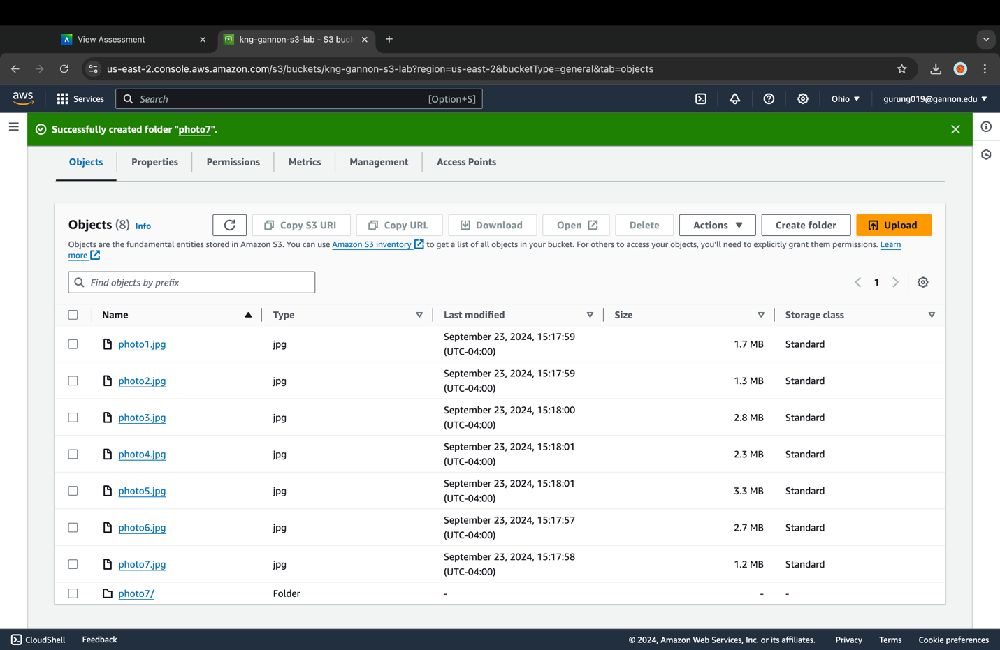 View Assessment
kng-gannon-s3-lab - S3 buc
us-east-2.console.aws.amazon.com/s3/buckets/kng-gannon-s3-lab?region=us-east-2&bucketType=general&tab=objects
aws Services Search [Option+S] Ohio gurung019@gannon.edu
Successfully created folder "photo7".
Objects Properties Permissions Metrics Management Access Points
Objects (8) Info Copy S3 URI Copy URL Download Open Delete Actions Create folder Upload
Objects are the fundamental entities stored in Amazon S3. You can use Amazon S3 inventory to get a list of all objects in your bucket. For others to access your objects, you'll need to explicitly grant them permissions. Learn
more
Find objects by prefix 1
Name Type Last modified Size Storage class
photo1.jpg jpg September 23, 2024, 15:17:59 (UTC-04:00) 1.7 MB Standard
photo2.jpg jpg September 23, 2024, 15:17:59 (UTC-04:00) 1.3 MB Standard
photo3.jpg jpg September 23, 2024, 15:18:00 (UTC-04:00) 2.8 MB Standard
photo4.jpg jpg September 23, 2024, 15:18:01 (UTC-04:00) 2.3 MB Standard
photo5.jpg jpg September 23, 2024, 15:18:01 (UTC-04:00) 3.3 MB Standard
photo6.jpg jpg September 23, 2024, 15:17:57 (UTC-04:00) 2.7 MB Standard
photo7.jpg jpg September 23, 2024, 15:17:58 (UTC-04:00) 1.2 MB Standard
photo7/ Folder - - -
CloudShell Feedback © 2024, Amazon Web Services, Inc. or its affiliates. Privacy Terms Cookie preferences